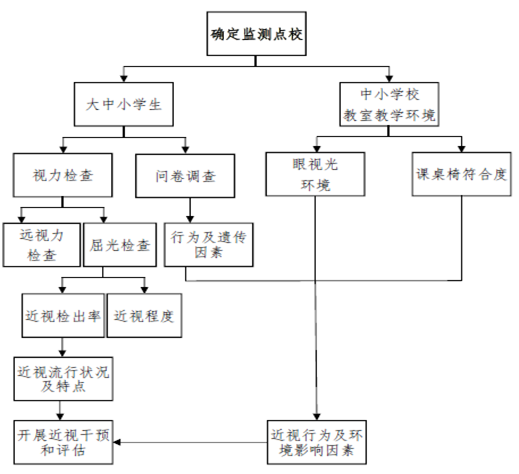 确定监测点校
大中小学生
中小学校
教室教学环境
视力检查
问卷调查
眼视光
环境
课桌椅符合度
远视力
检查
屈光检查
行为及遗传
因素
近视检出率
近视程度
近视流行状况
及特点
开展近视干预
和评估
近视行为及环
境影响因素